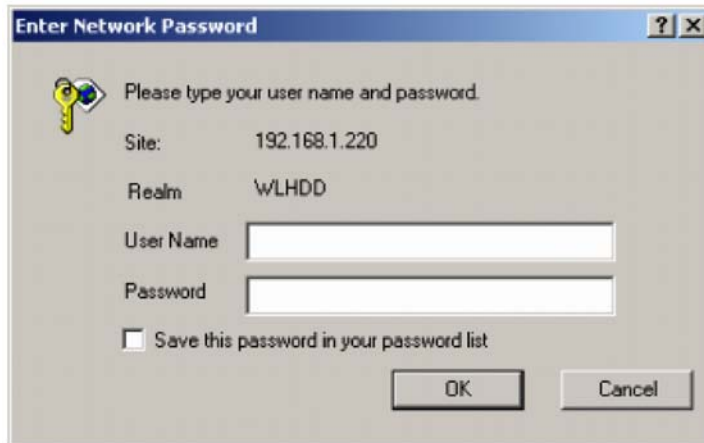 Enter Network Password
Please type your user name and password.
Site: 192.168.1.220
Realm WLHDD
User Name
Password
Save this password in your password list
OK Cancel